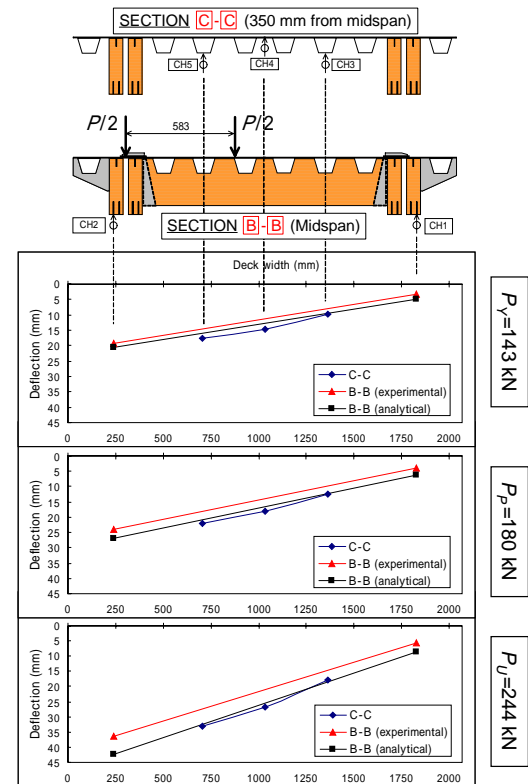 SECTION C-C (350 mm from midspan)
CH5
CH4
CH3
P/2
583
P/2
CH2
SECTION B-B (Midspan)
CH1
Deck width (mm)
Deflection (mm)
0
5
10
15
20
25
30
35
40
45
C-C
B-B (experimental)
B-B (analytical)
0 250 500 750 1000 1250 1500 1750 2000
PY=143 kN
Deflection (mm)
0
5
10
15
20
25
30
35
40
45
C-C
B-B (experimental)
B-B (analytical)
0 250 500 750 1000 1250 1500 1750 2000
PP=180 kN
Deflection (mm)
0
5
10
15
20
25
30
35
40
45
C-C
B-B (experimental)
B-B (analytical)
0 250 500 750 1000 1250 1500 1750 2000
PU=244 kN